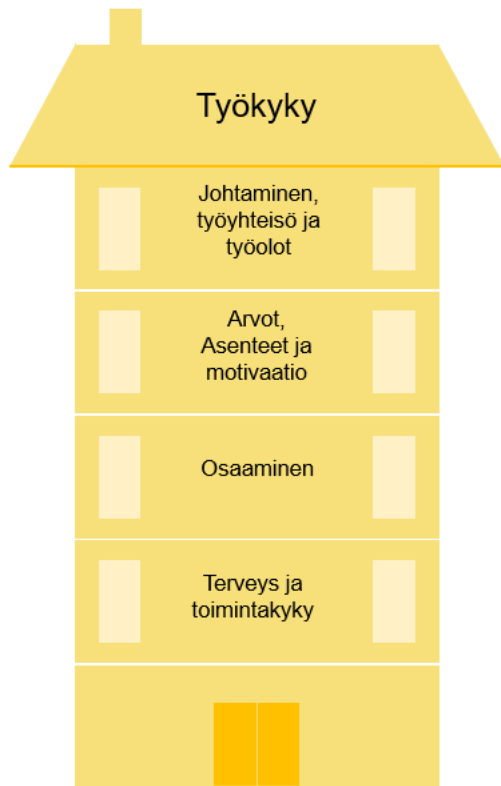 Työkyky
Johtaminen,
työyhteisö ja
työolot
Arvot,
Asenteet ja
motivaatio
Osaaminen
Terveys ja
toimintakyky